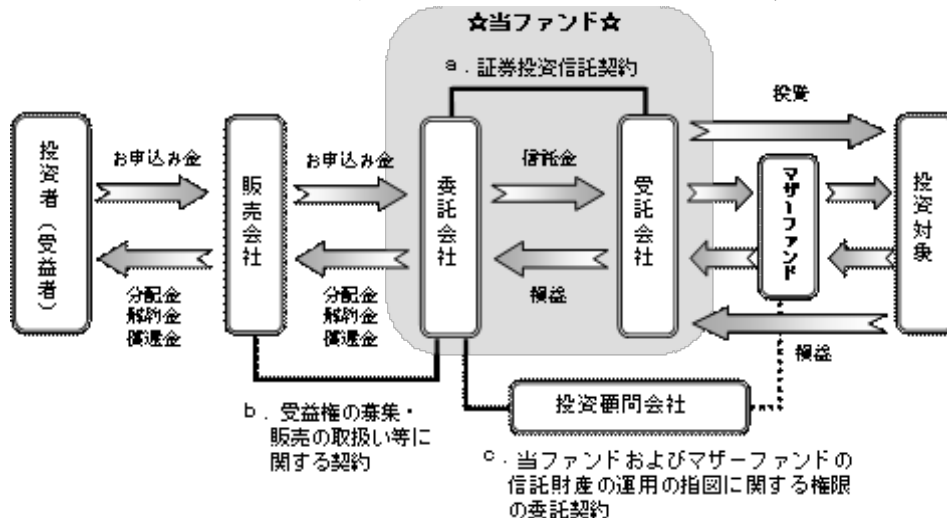 ☆当ファンド☆
a．証券投資信託契約
投資者（受益者）
お申込み金
分配金
解約金
償還金
販売会社
お申込み金
分配金
解約金
償還金
委託会社
信託金
損益
受託会社
投資
マザーファンド
損益
投資対象
投資顧問会社
b．受益権の募集・
販売の取扱い等に
関する契約
c．当ファンドおよびマザーファンドの
信託財産の運用の指図に関する権限
の委託契約